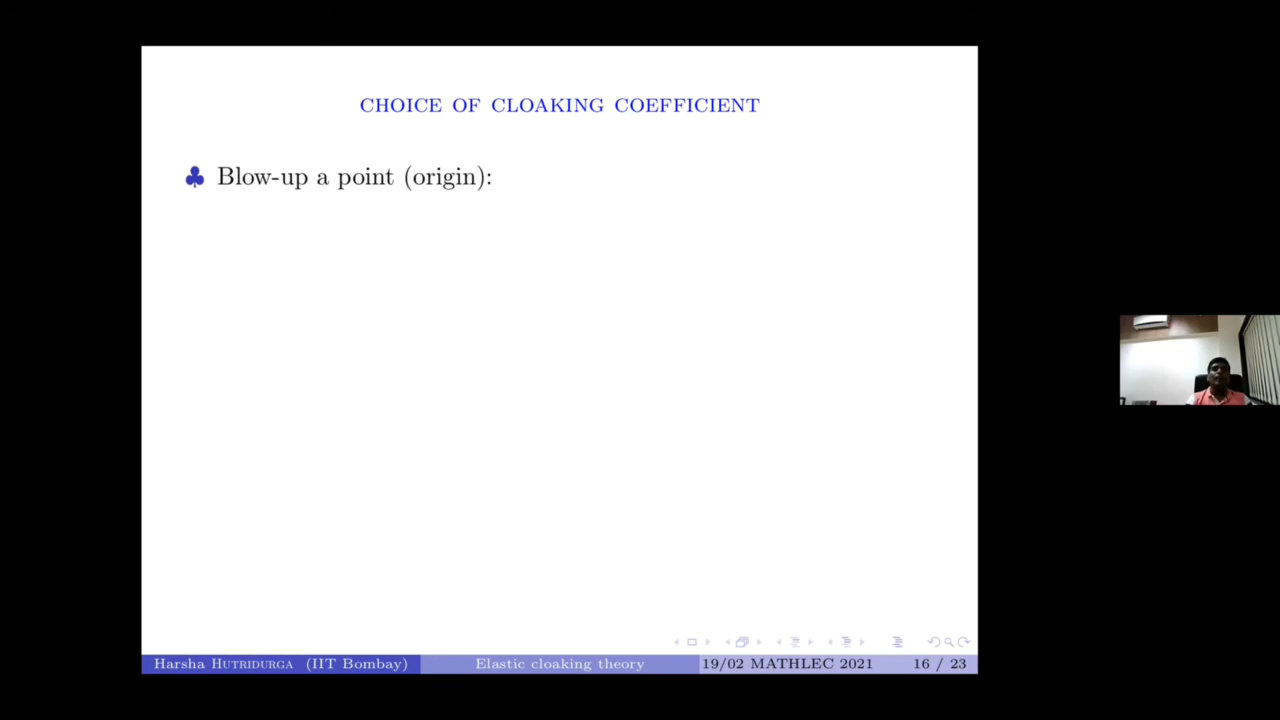 CHOICE OF CLOAKING COEFFICIENT
♣ Blow-up a point (origin):
Harsha HUTRIDURGA (IIT Bombay) Elastic cloaking theory 19/02 MATHLEC 2021 16 / 23